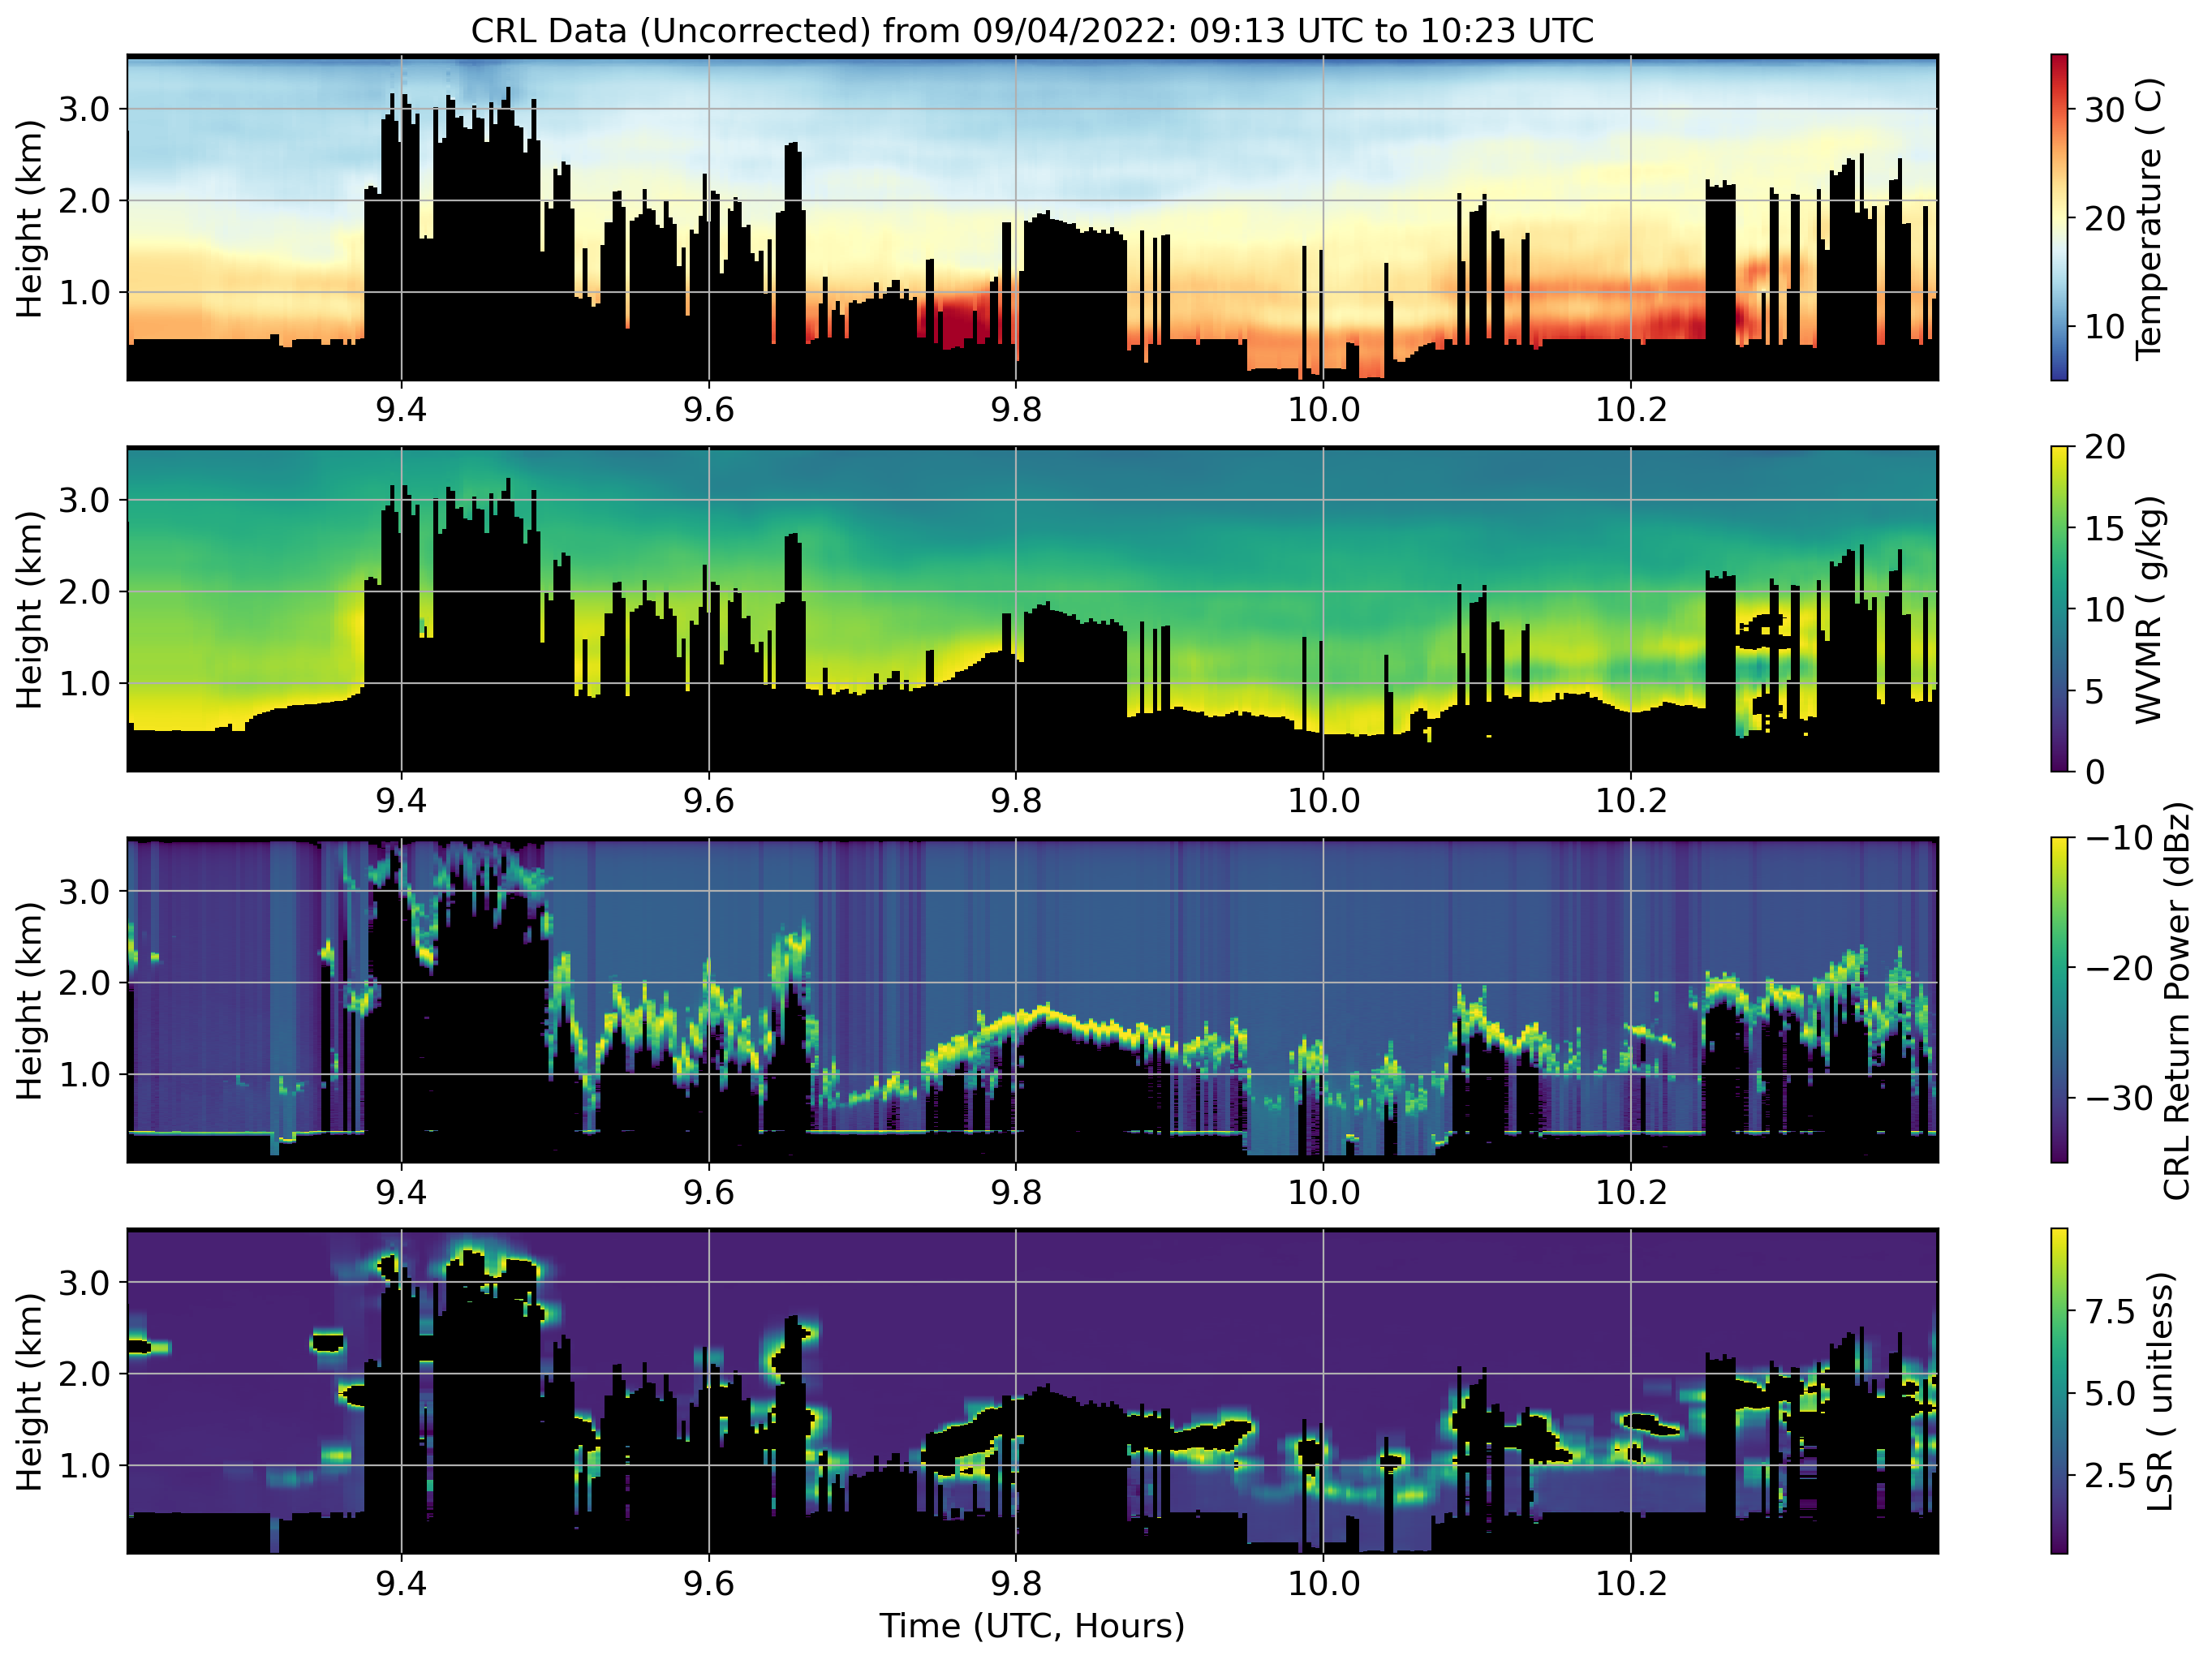 CRL Data (Uncorrected) from 09/04/2022: 09:13 UTC to 10:23 UTC
Height (km)
3.0
2.0
1.0
9.4 9.6 9.8 10.0 10.2
30
20
10
Temperature ( C)
Height (km)
3.0
2.0
1.0
9.4 9.6 9.8 10.0 10.2
20
15
10
5
0
WVMR ( g/kg)
Height (km)
3.0
2.0
1.0
9.4 9.6 9.8 10.0 10.2
−10
−20
−30
CRL Return Power (dBz)
Height (km)
3.0
2.0
1.0
9.4 9.6 9.8 10.0 10.2
7.5
5.0
2.5
LSR ( unitless)
Time (UTC, Hours)